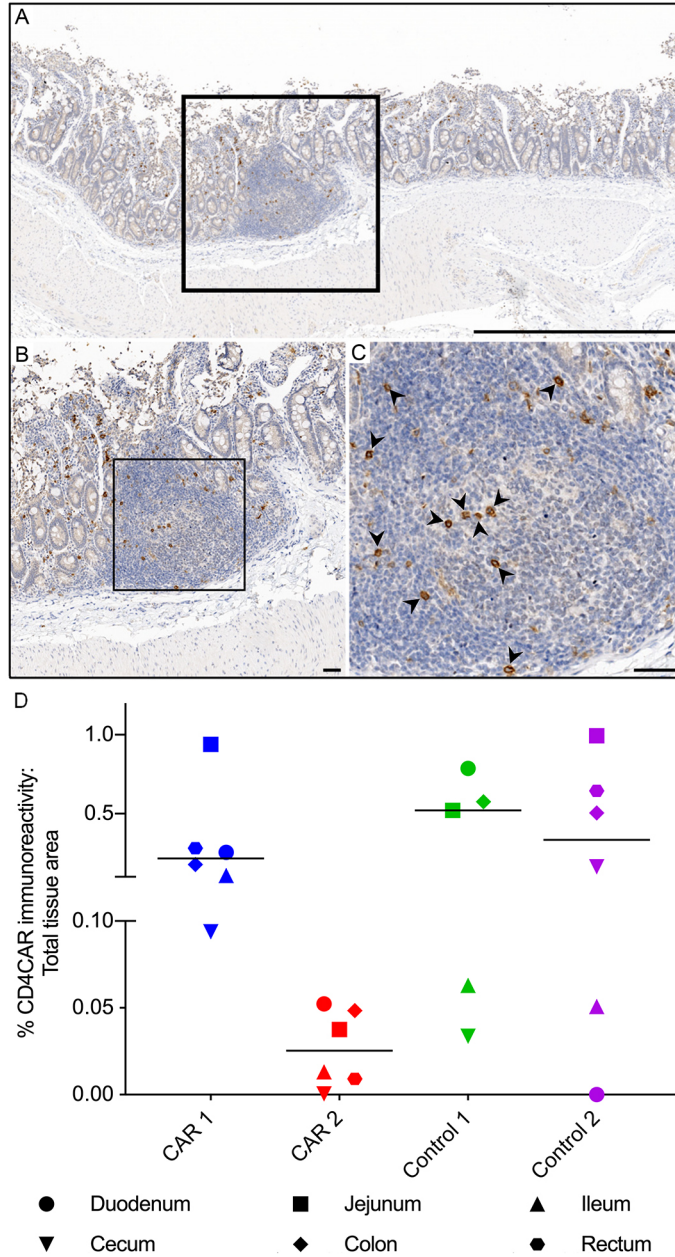 A
B
C
D
% CD4CAR immunoreactivity:
Total tissue area
1.0
0.5
0.10
0.05
0.00
CAR 1
CAR 2
Control 1
Control 2
Duodenum
Jejunum
Ileum
Cecum
Colon
Rectum